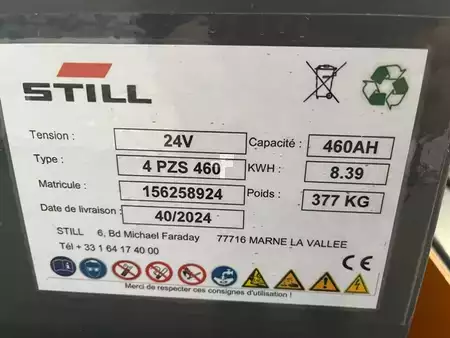 STILL
Tension : 24V Capacité : 460AH
Type : 4 PZS 460 KWH : 8.39
Matricule : 156258924 Poids : 377 KG
Date de livraison : 40/2024
STILL 6, Bd Michael Faraday 77716 MARNE LA VALLEE
Tél + 33 1 64 17 40 00
CE
Merci de respecter ces consignes d'utilisation !